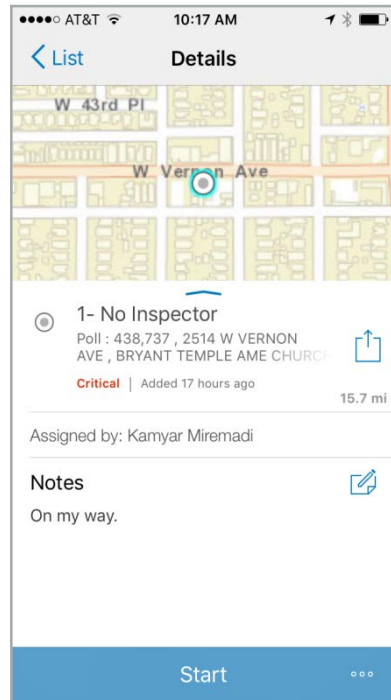 AT&T 10:17 AM
List Details
W 43rd Pl
W Vernon Ave
1- No Inspector
Poll : 438,737 , 2514 W VERNON
AVE , BRYANT TEMPLE AME CHURCH
Critical | Added 17 hours ago
15.7 mi
Assigned by: Kamyar Miremadi
Notes
On my way.
Start